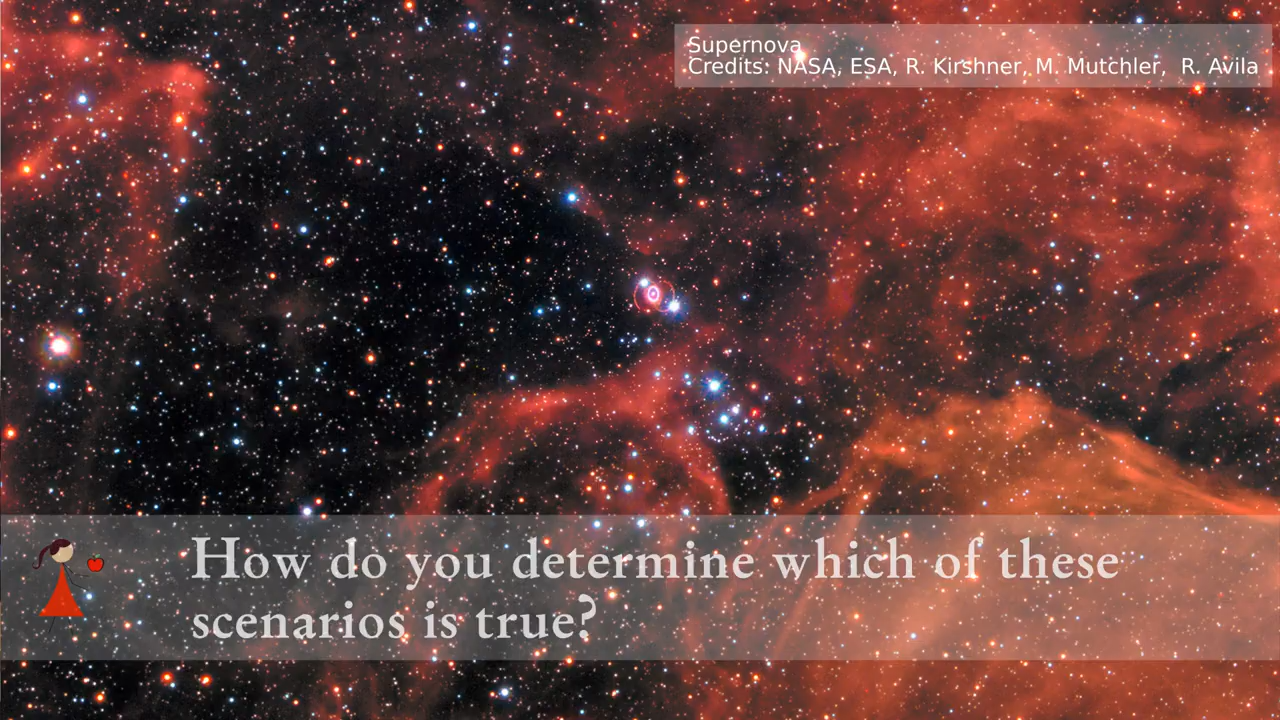 Supernova
Credits: NASA, ESA, R. Kirshner, M. Mutchler,  R. Avila
How do you determine which of these
scenarios is true?